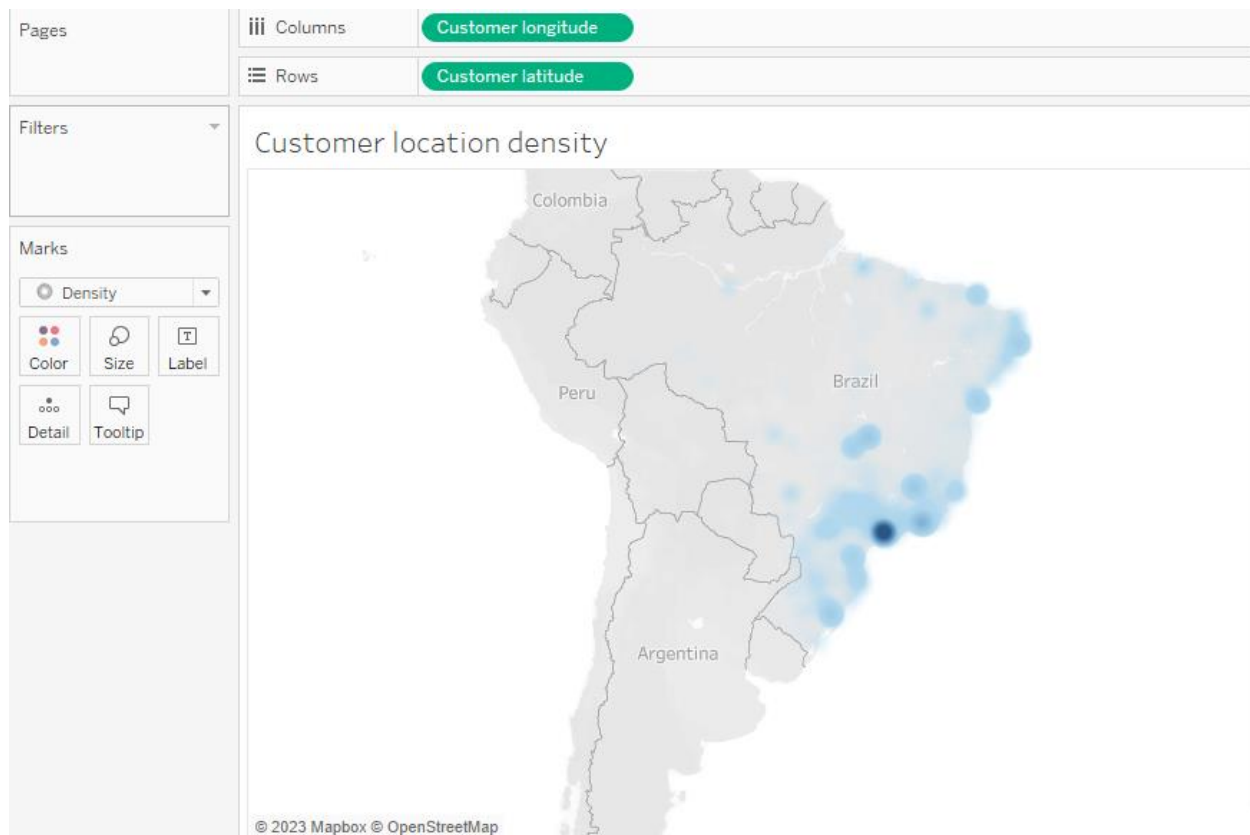 Pages
iii Columns
Customer longitude
Rows
Customer latitude
Filters
Customer location density
Marks
Density
Color
Size
T
Label
Detail
Tooltip
Colombia
Peru
Brazil
Argentina
© 2023 Mapbox © OpenStreetMap